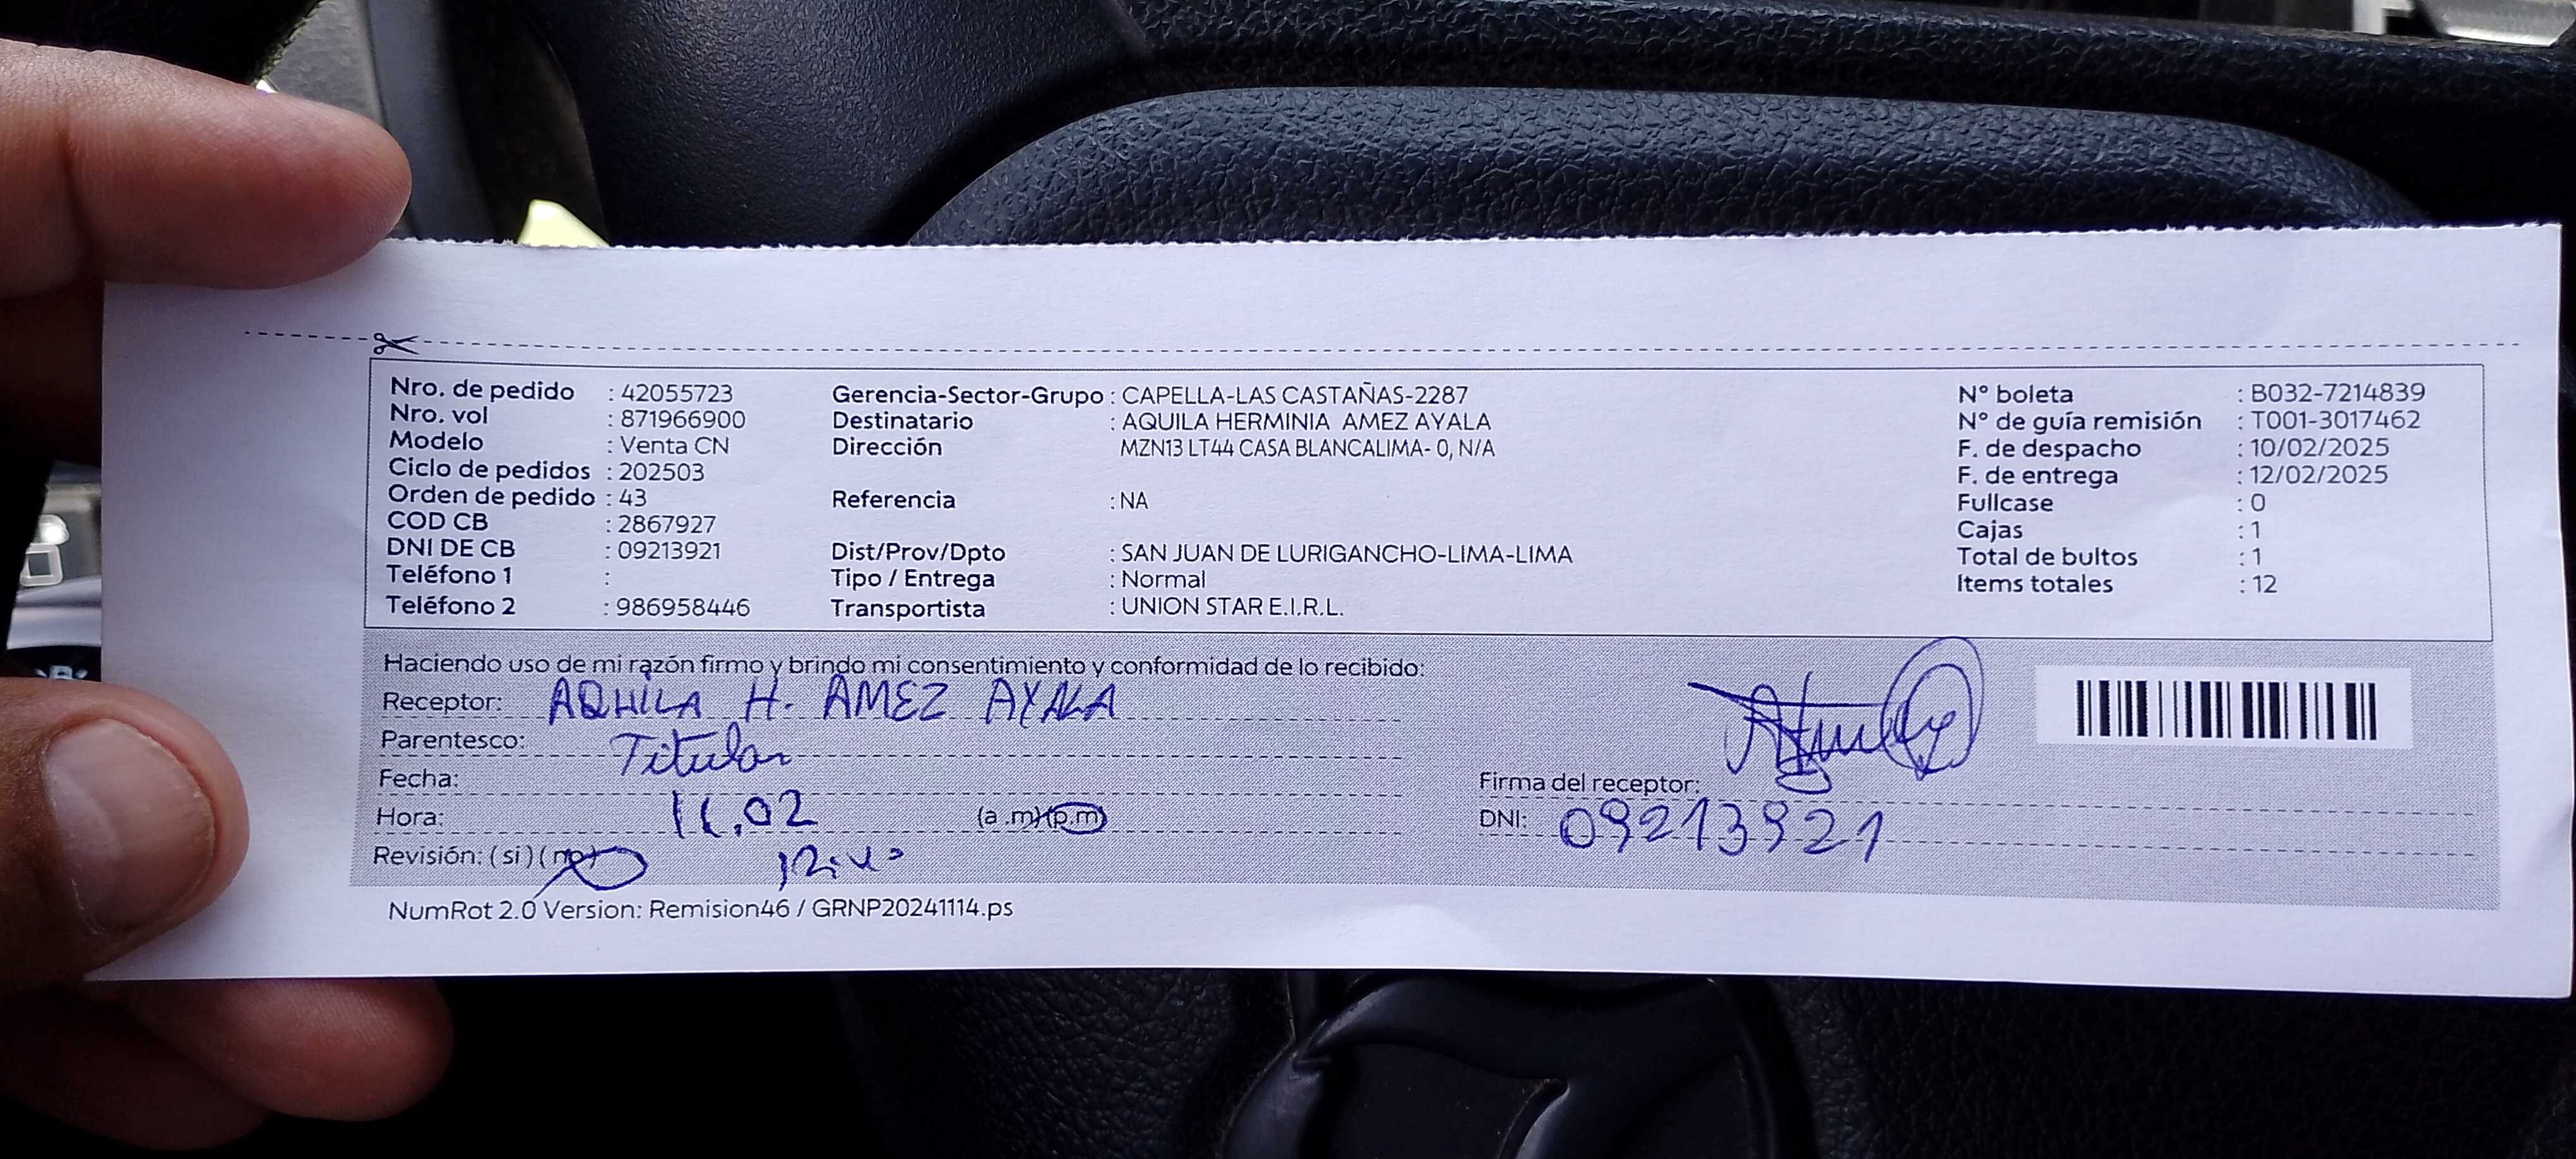 Nro. de pedido : 42055723
Nro. vol : 871966900
Modelo : Venta CN
Ciclo de pedidos : 202503
Orden de pedido : 43
COD CB : 2867927
DNI DE CB : 09213921
Teléfono 1 :
Teléfono 2 : 986958446
Gerencia-Sector-Grupo : CAPELLA-LAS CASTAÑAS-2287
Destinatario : AQUILA HERMINIA AMEZ AYALA
Dirección MZN13 LT44 CASA BLANCALIMA- 0, N/A
Referencia : NA
Dist/Prov/Dpto : SAN JUAN DE LURIGANCHO-LIMA-LIMA
Tipo / Entrega : Normal
Transportista : UNION STAR E.I.R.L.
N° boleta : B032-7214839
N° de guía remisión : T001-3017462
F. de despacho : 10/02/2025
F. de entrega : 12/02/2025
Fullcase : 0
Cajas : 1
Total de bultos : 1
Items totales : 12
Haciendo uso de mi razón firmo y brindo mi consentimiento y conformidad de lo recibido:
Receptor: AQUILA H. AMEZ AYALA
Parentesco: Titular
Fecha:
Hora: 11.02 (a .m)(p.m)
Revisión: (si) (no)
Firma del receptor:
DNI: 09213921
NumRot 2.0 Version: Remision46 / GRNP20241114.ps